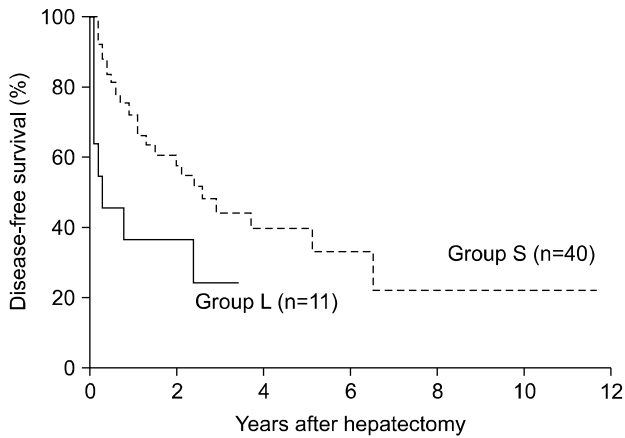 Disease-free survival (%)
100
80
60
40
20
0
Group S (n=40)
Group L (n=11)
0 2 4 6 8 10 12
Years after hepatectomy